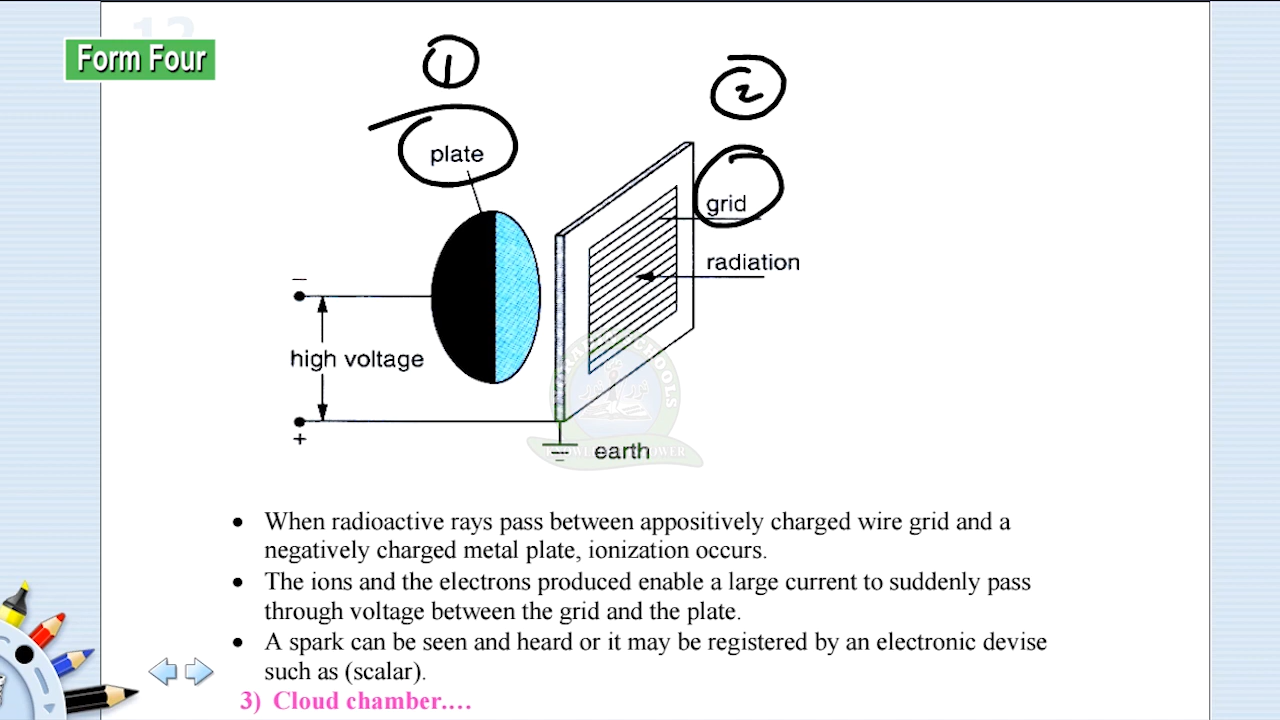 12
Form Four
1
2
plate
grid
radiation
−
high voltage
+
earth
• When radioactive rays pass between appositively charged wire grid and a
negatively charged metal plate, ionization occurs.
• The ions and the electrons produced enable a large current to suddenly pass
through voltage between the grid and the plate.
• A spark can be seen and heard or it may be registered by an electronic devise
such as (scalar).
3) Cloud chamber....